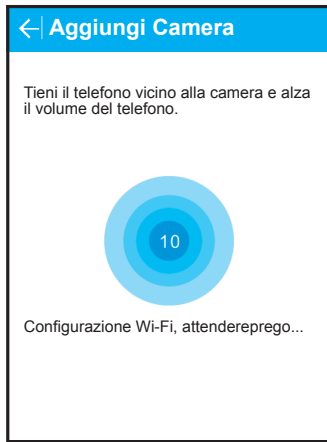 Aggiungi Camera
Tieni il telefono vicino alla camera e alza
il volume del telefono.
10
Configurazione Wi-Fi, attendereprego...